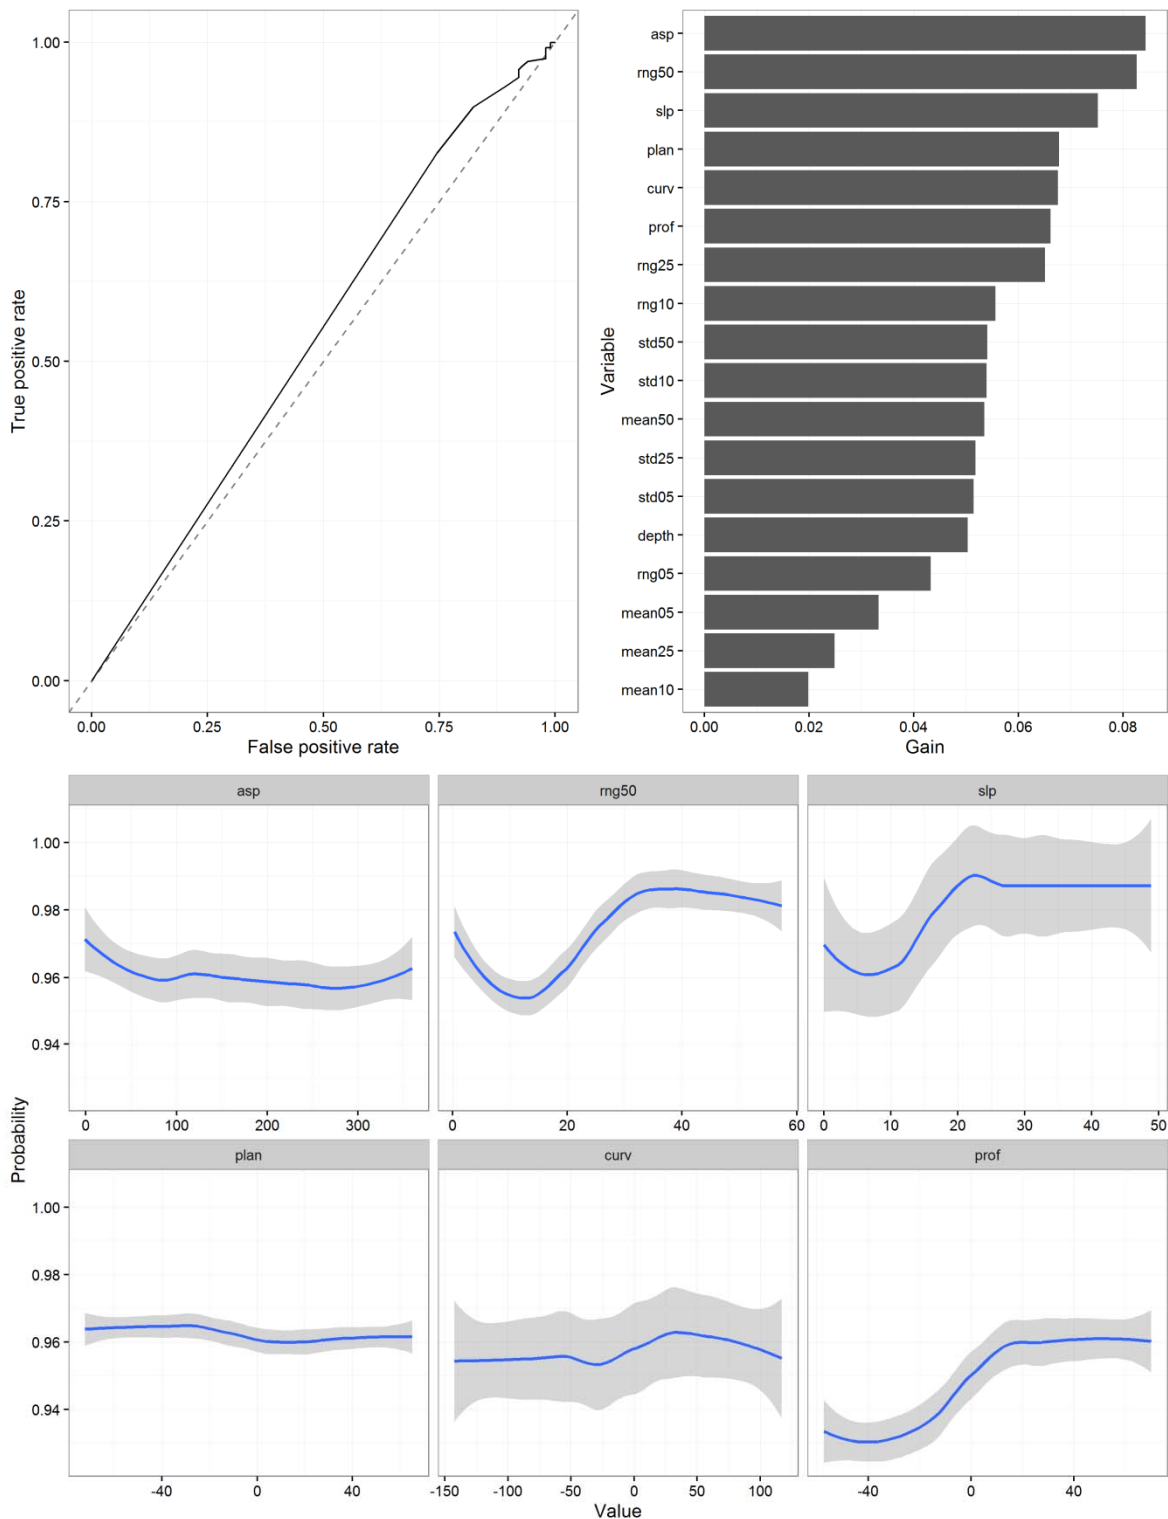 1.00
0.75
0.50
0.25
0.00
True positive rate
0.00 0.25 0.50 0.75 1.00
False positive rate
asp
rng50
slp
plan
curv
prof
rng25
rng10
std50
std10
mean50
std25
std05
depth
rng05
mean05
mean25
mean10
Variable
0.00 0.02 0.04 0.06 0.08
Gain
asp rng50 slp
1.00
0.98
0.96
0.94
0 100 200 300 0 20 40 60 0 10 20 30 40 50
Probability
plan curv prof
1.00
0.98
0.96
0.94
-40 0 40 -150 -100 -50 0 50 100 -40 0 40
Value